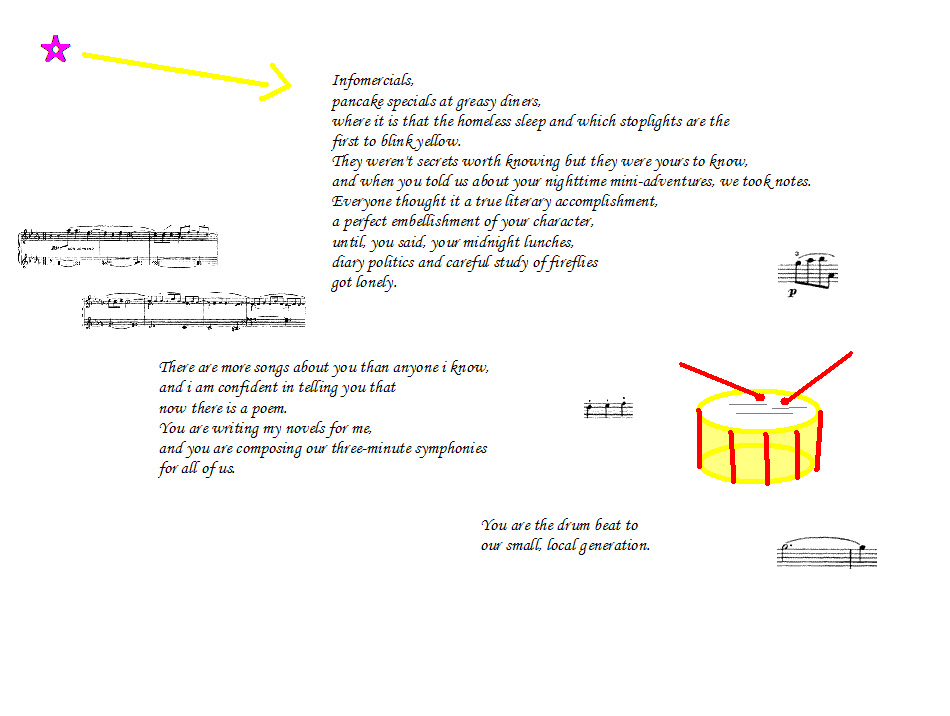 Infomercials,
pancake specials at greasy diners,
where it is that the homeless sleep and which stoplights are the
first to blink yellow.
They weren't secrets worth knowing but they were yours to know,
and when you told us about your nighttime mini-adventures, we took notes.
Everyone thought it a true literary accomplishment,
a perfect embellishment of your character,
until, you said, your midnight lunches,
diary politics and careful study of fireflies
got lonely.
p
There are more songs about you than anyone i know,
and i am confident in telling you that
now there is a poem.
You are writing my novels for me,
and you are composing our three-minute symphonies
for all of us.
You are the drum beat to
our small, local generation.